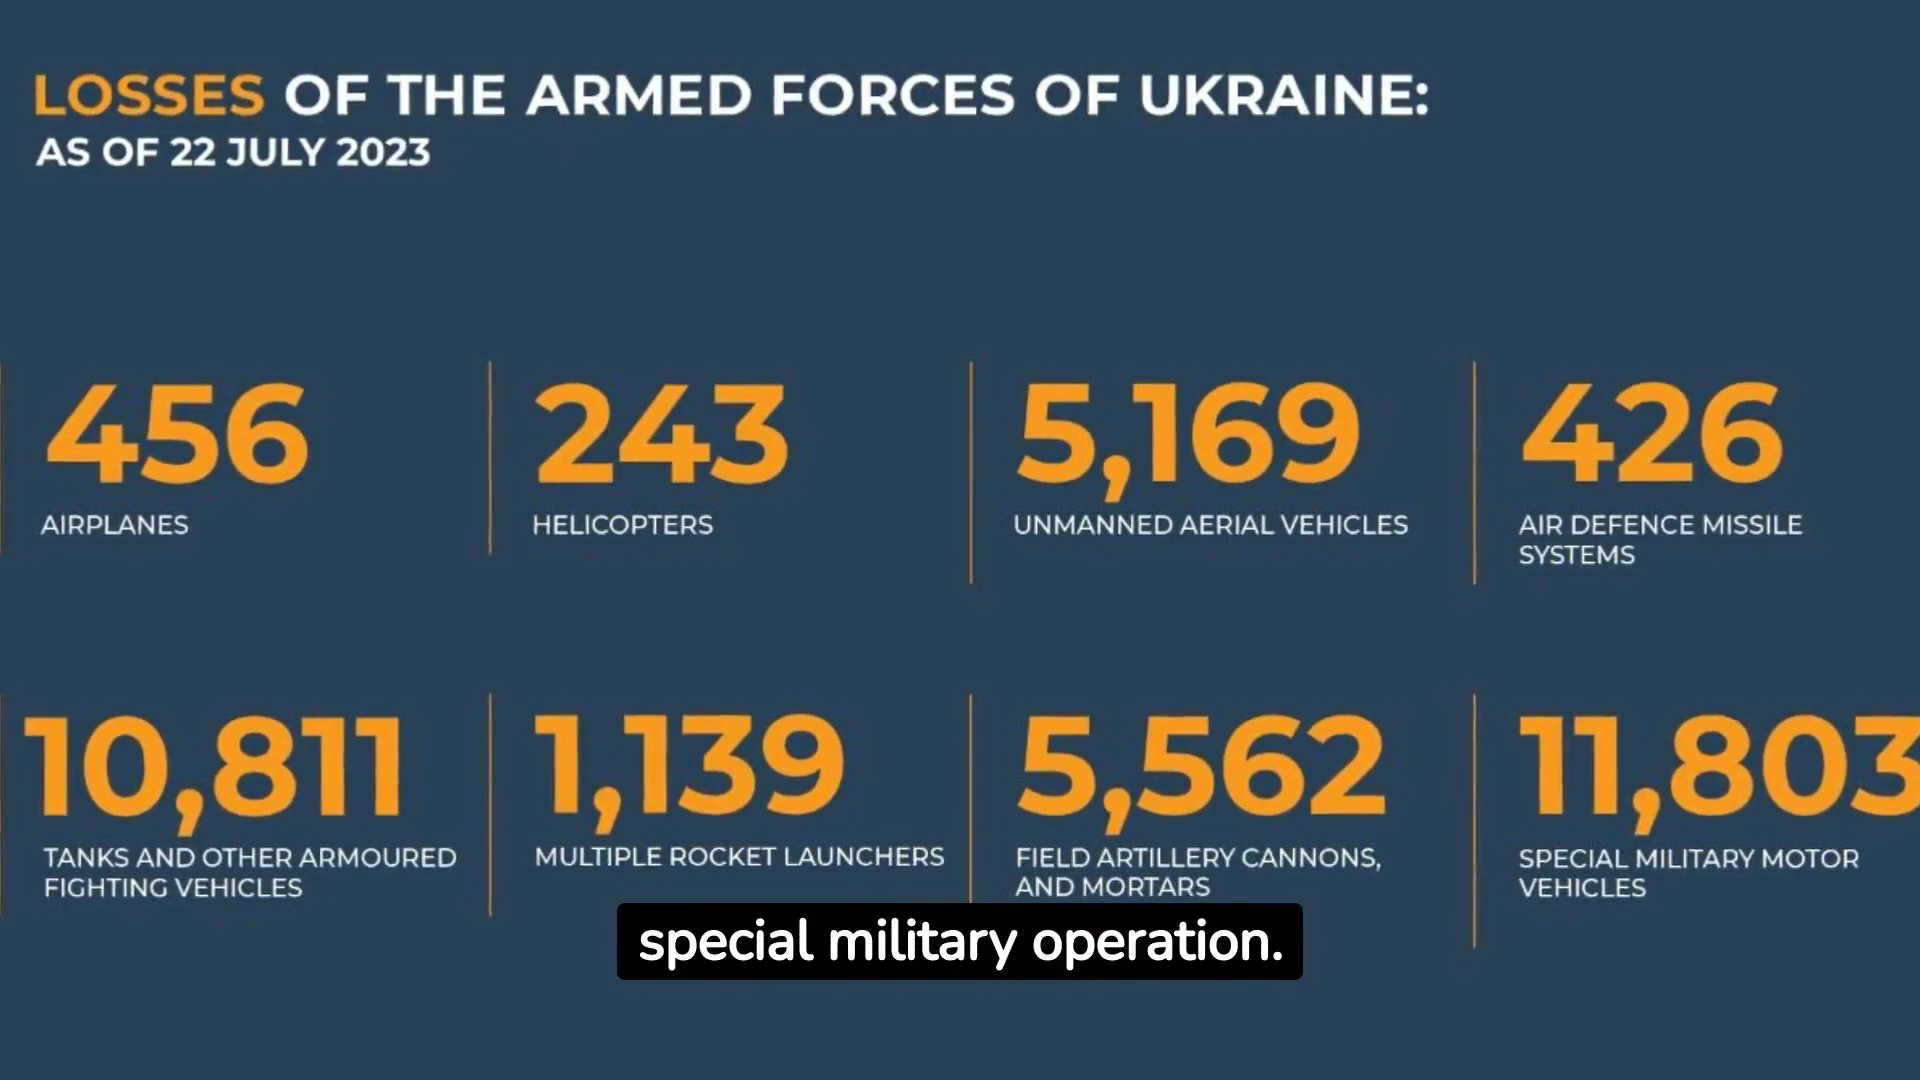 LOSSES OF THE ARMED FORCES OF UKRAINE:
AS OF 22 JULY 2023
456
AIRPLANES
243
HELICOPTERS
5,169
UNMANNED AERIAL VEHICLES
426
AIR DEFENCE MISSILE
SYSTEMS
10,811
TANKS AND OTHER ARMOURED
FIGHTING VEHICLES
1,139
MULTIPLE ROCKET LAUNCHERS
5,562
FIELD ARTILLERY CANNONS,
AND MORTARS
11,803
SPECIAL MILITARY MOTOR
VEHICLES
special military operation.